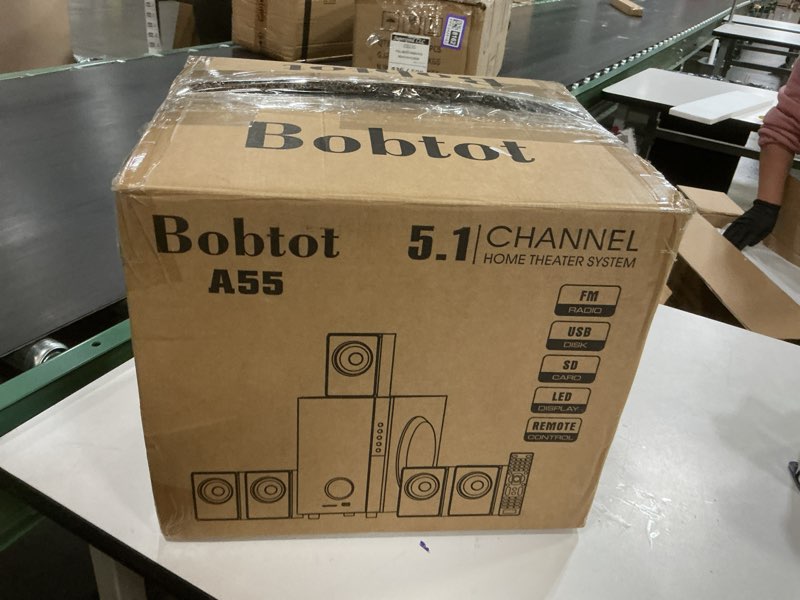 Bobtot
Bobtot
A55
5.1 CHANNEL
HOME THEATER SYSTEM
FM
RADIO
USB
DISK
SD
CARD
LED
DISPLAY
REMOTE
CONTROL